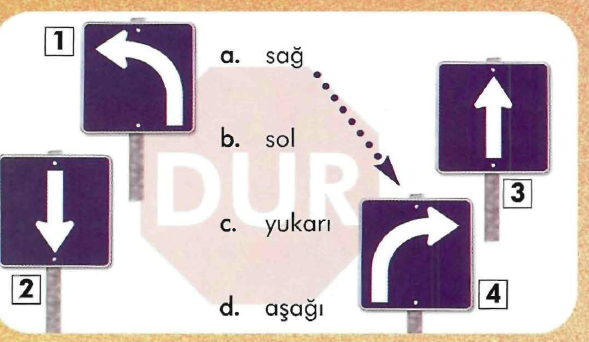 1
a. sağ
b. sol
DUR
3
c. yukarı
2
4
d. aşağı